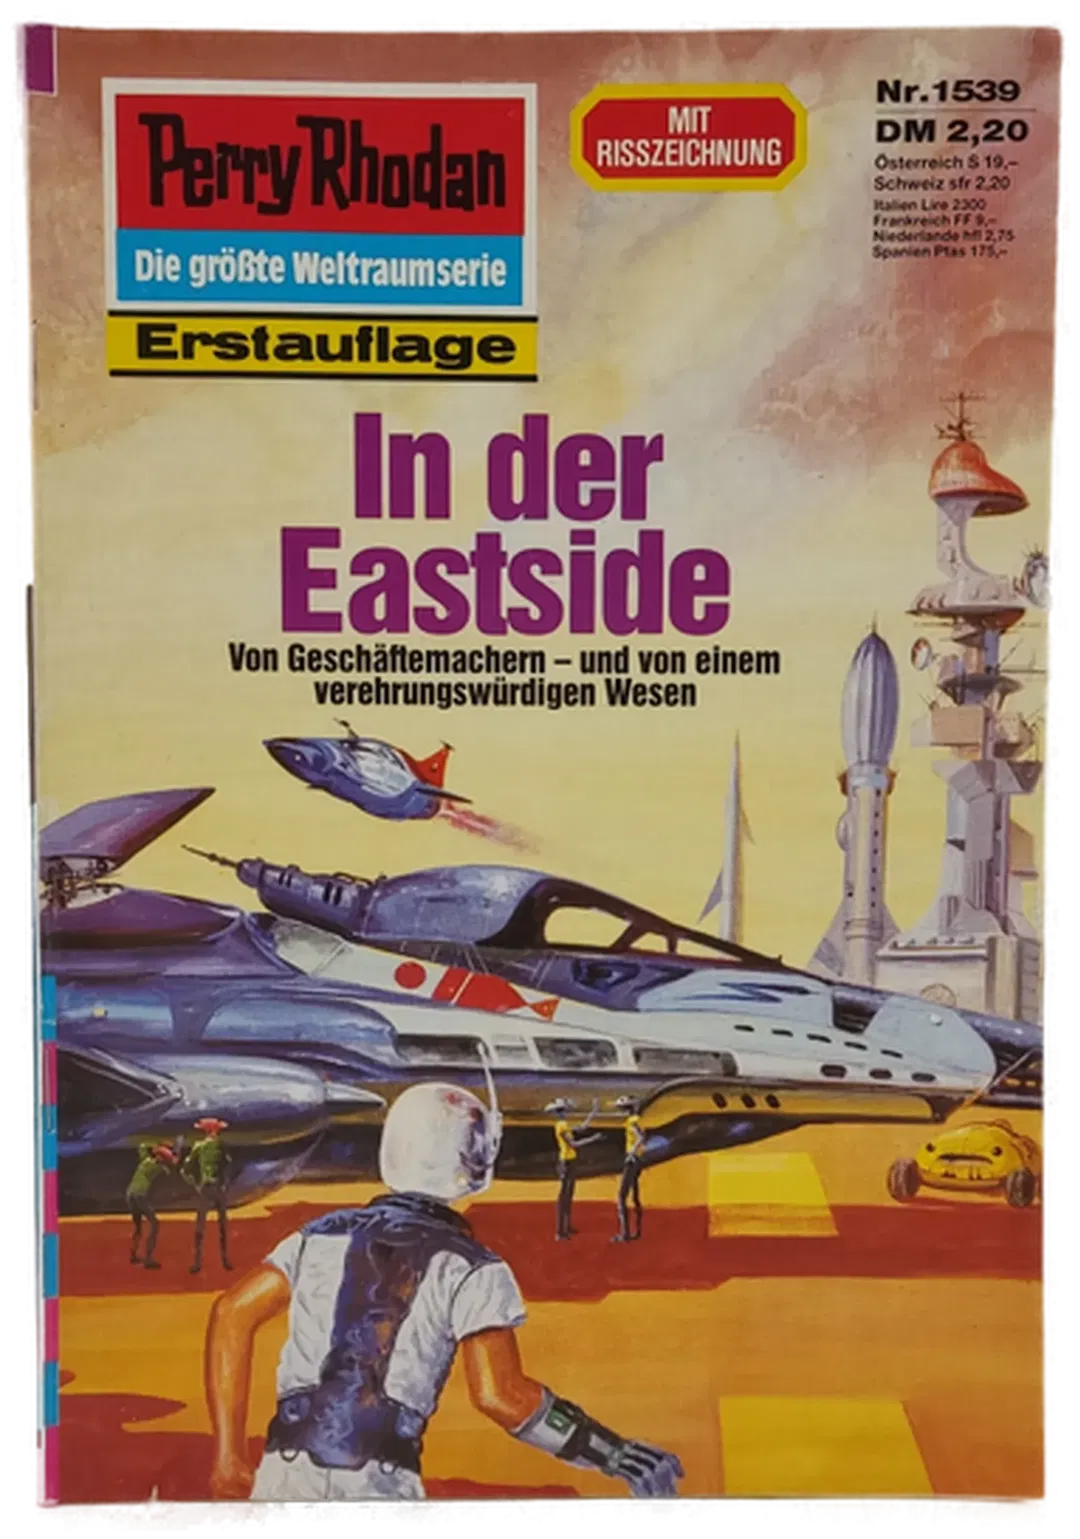 Perry Rhodan
Die größte Weltraumserie
Erstauflage
MIT
RISSZEICHNUNG
Nr. 1539
DM 2,20
Österreich S 19,–
Schweiz sfr 2,20
Italien Lire 2300
Frankreich FF 9,–
Niederlande hfl 2,75
Spanien Ptas 175,–
In der
Eastside
Von Geschäftemachern – und von einem
verehrungswürdigen Wesen